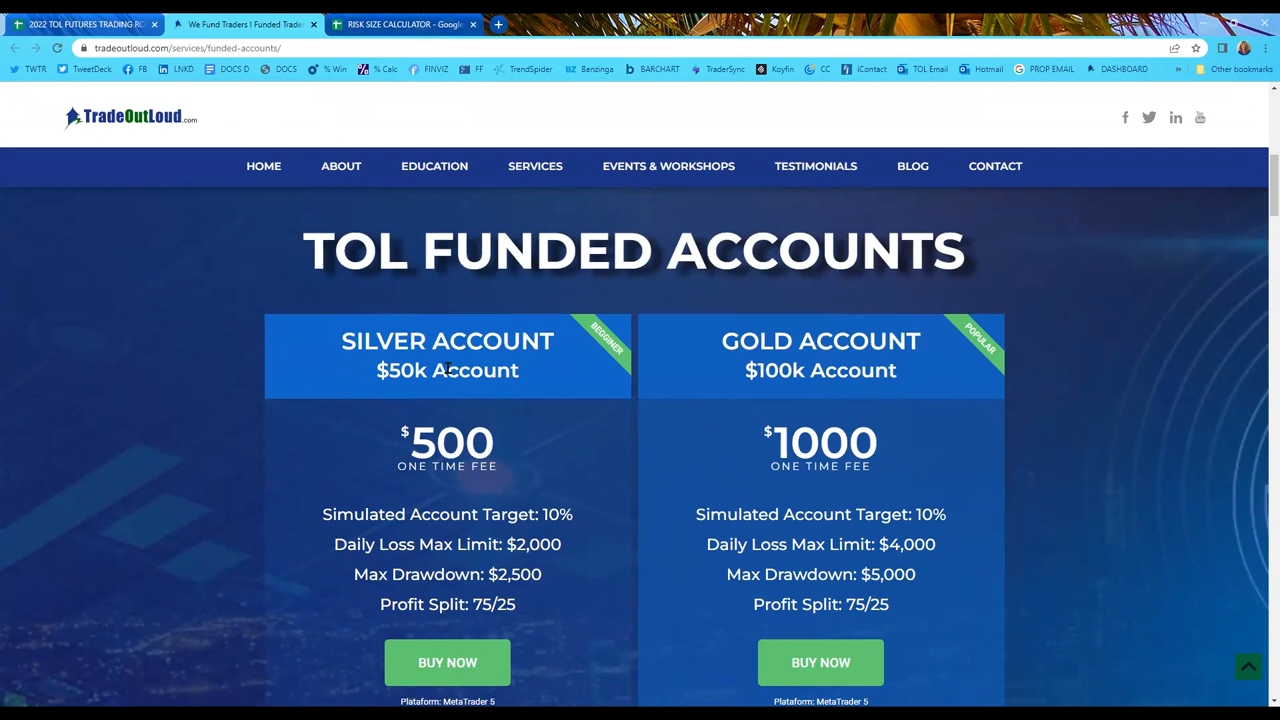 2022 TOL FUTURES TRADING RO
We Fund Traders | Funded Trade
RISK SIZE CALCULATOR - Google
tradeoutloud.com/services/funded-accounts/
TWTR
TweetDeck
FB
LNKD
DOCS D
DOCS
% Win
% Calc
FINVIZ
FF
TrendSpider
Benzinga
BARCHART
TraderSync
Koyfin
CC
iContact
TOL Email
Hotmail
PROP EMAIL
DASHBOARD
»
Other bookmarks
TradeOutLoud.com
HOME
ABOUT
EDUCATION
SERVICES
EVENTS & WORKSHOPS
TESTIMONIALS
BLOG
CONTACT
TOL FUNDED ACCOUNTS
SILVER ACCOUNT
$50k Account
BEGGINER
$500
ONE TIME FEE
Simulated Account Target: 10%
Daily Loss Max Limit: $2,000
Max Drawdown: $2,500
Profit Split: 75/25
BUY NOW
Plataform: MetaTrader 5
GOLD ACCOUNT
$100k Account
POPULAR
$1000
ONE TIME FEE
Simulated Account Target: 10%
Daily Loss Max Limit: $4,000
Max Drawdown: $5,000
Profit Split: 75/25
BUY NOW
Plataform: MetaTrader 5